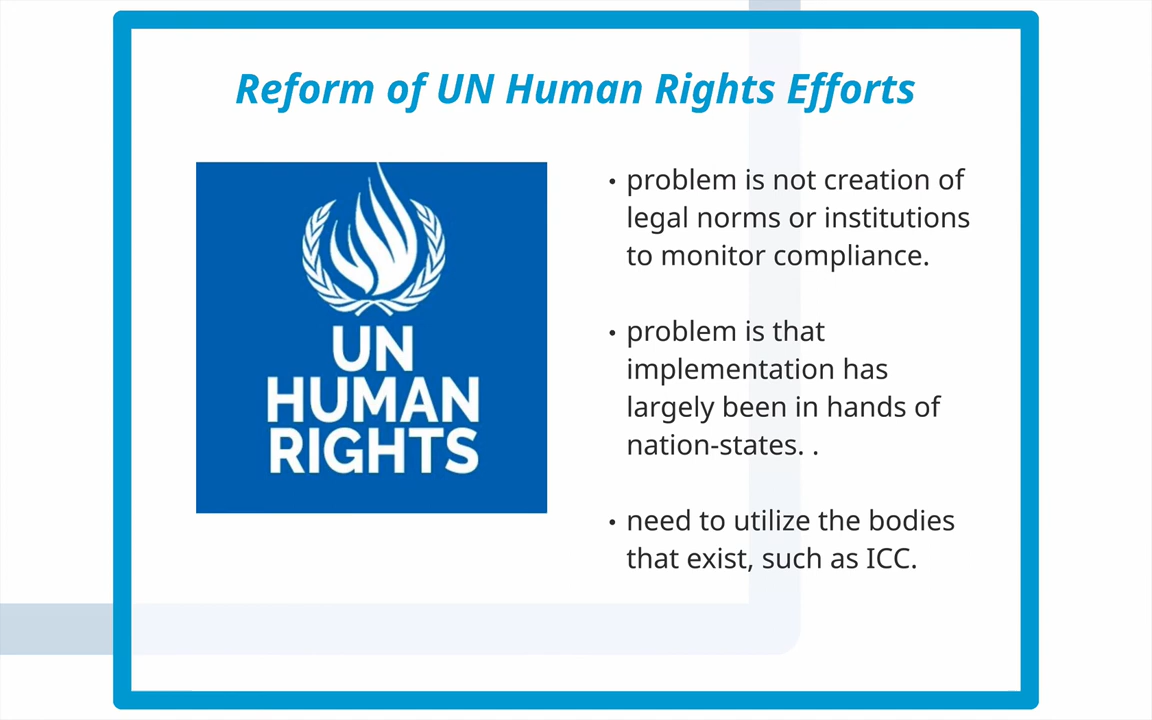 Reform of UN Human Rights Efforts
UN
HUMAN
RIGHTS
• problem is not creation of
legal norms or institutions
to monitor compliance.
• problem is that
implementation has
largely been in hands of
nation-states. .
• need to utilize the bodies
that exist, such as ICC.